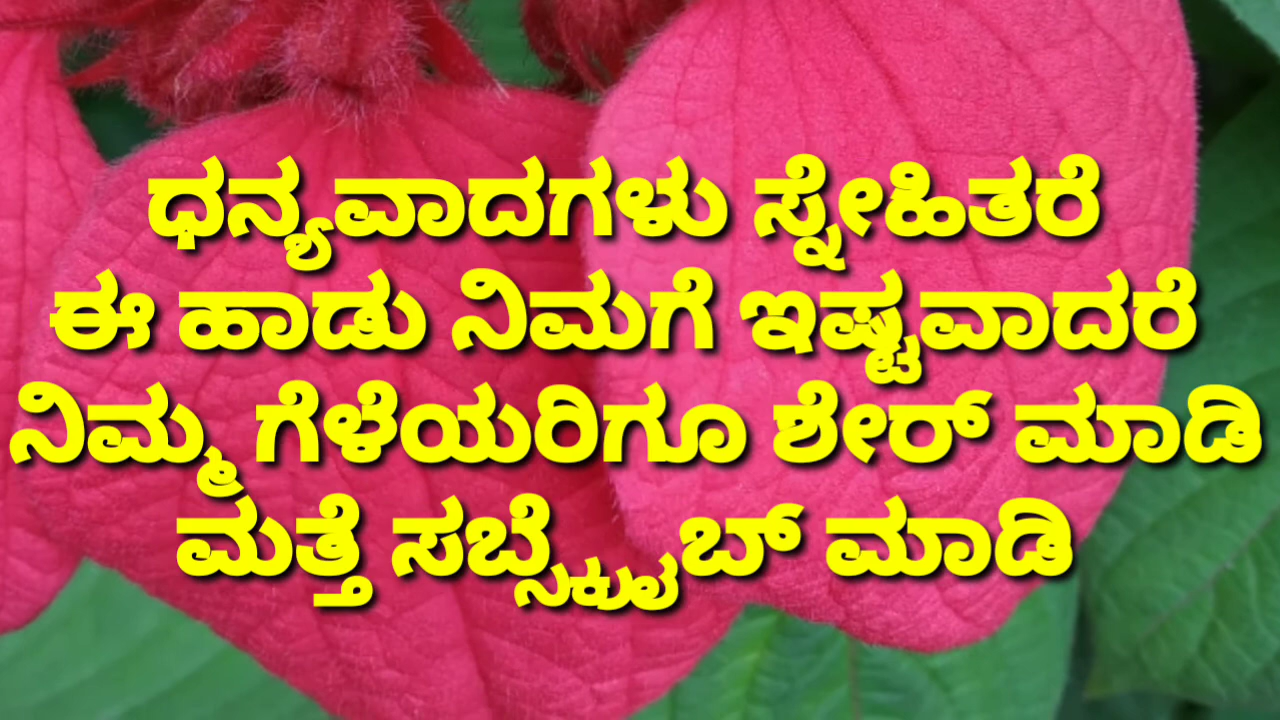 ಧನ್ಯವಾದಗಳು ಸ್ನೇಹಿತರೆ
ಈ ಹಾಡು ನಿಮಗೆ ಇಷ್ಟವಾದರೆ
ನಿಮ್ಮ ಗೆಳೆಯರಿಗೂ ಶೇರ್ ಮಾಡಿ
ಮತ್ತೆ ಸಬ್ಸ್ಕ್ರೈಬ್ ಮಾಡಿ